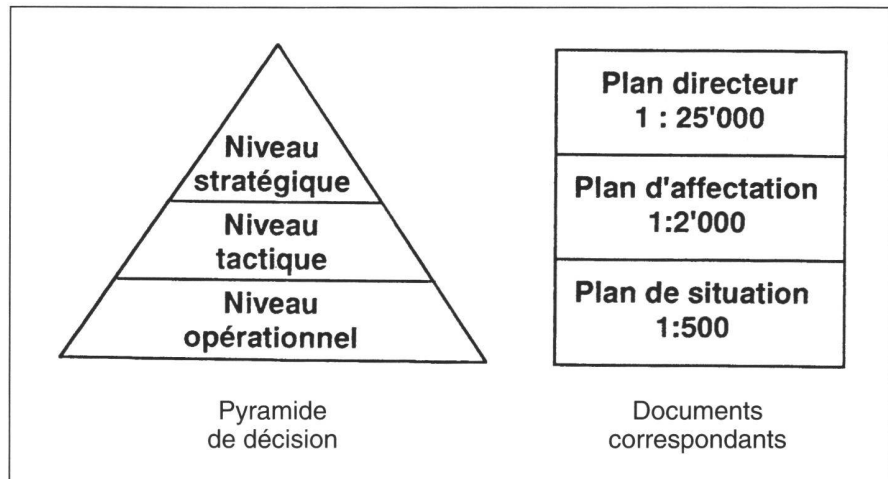 Niveau
stratégique
Niveau
tactique
Niveau
opérationnel
Pyramide
de décision
Plan directeur
1 : 25'000
Plan d'affectation
1:2'000
Plan de situation
1:500
Documents
correspondants